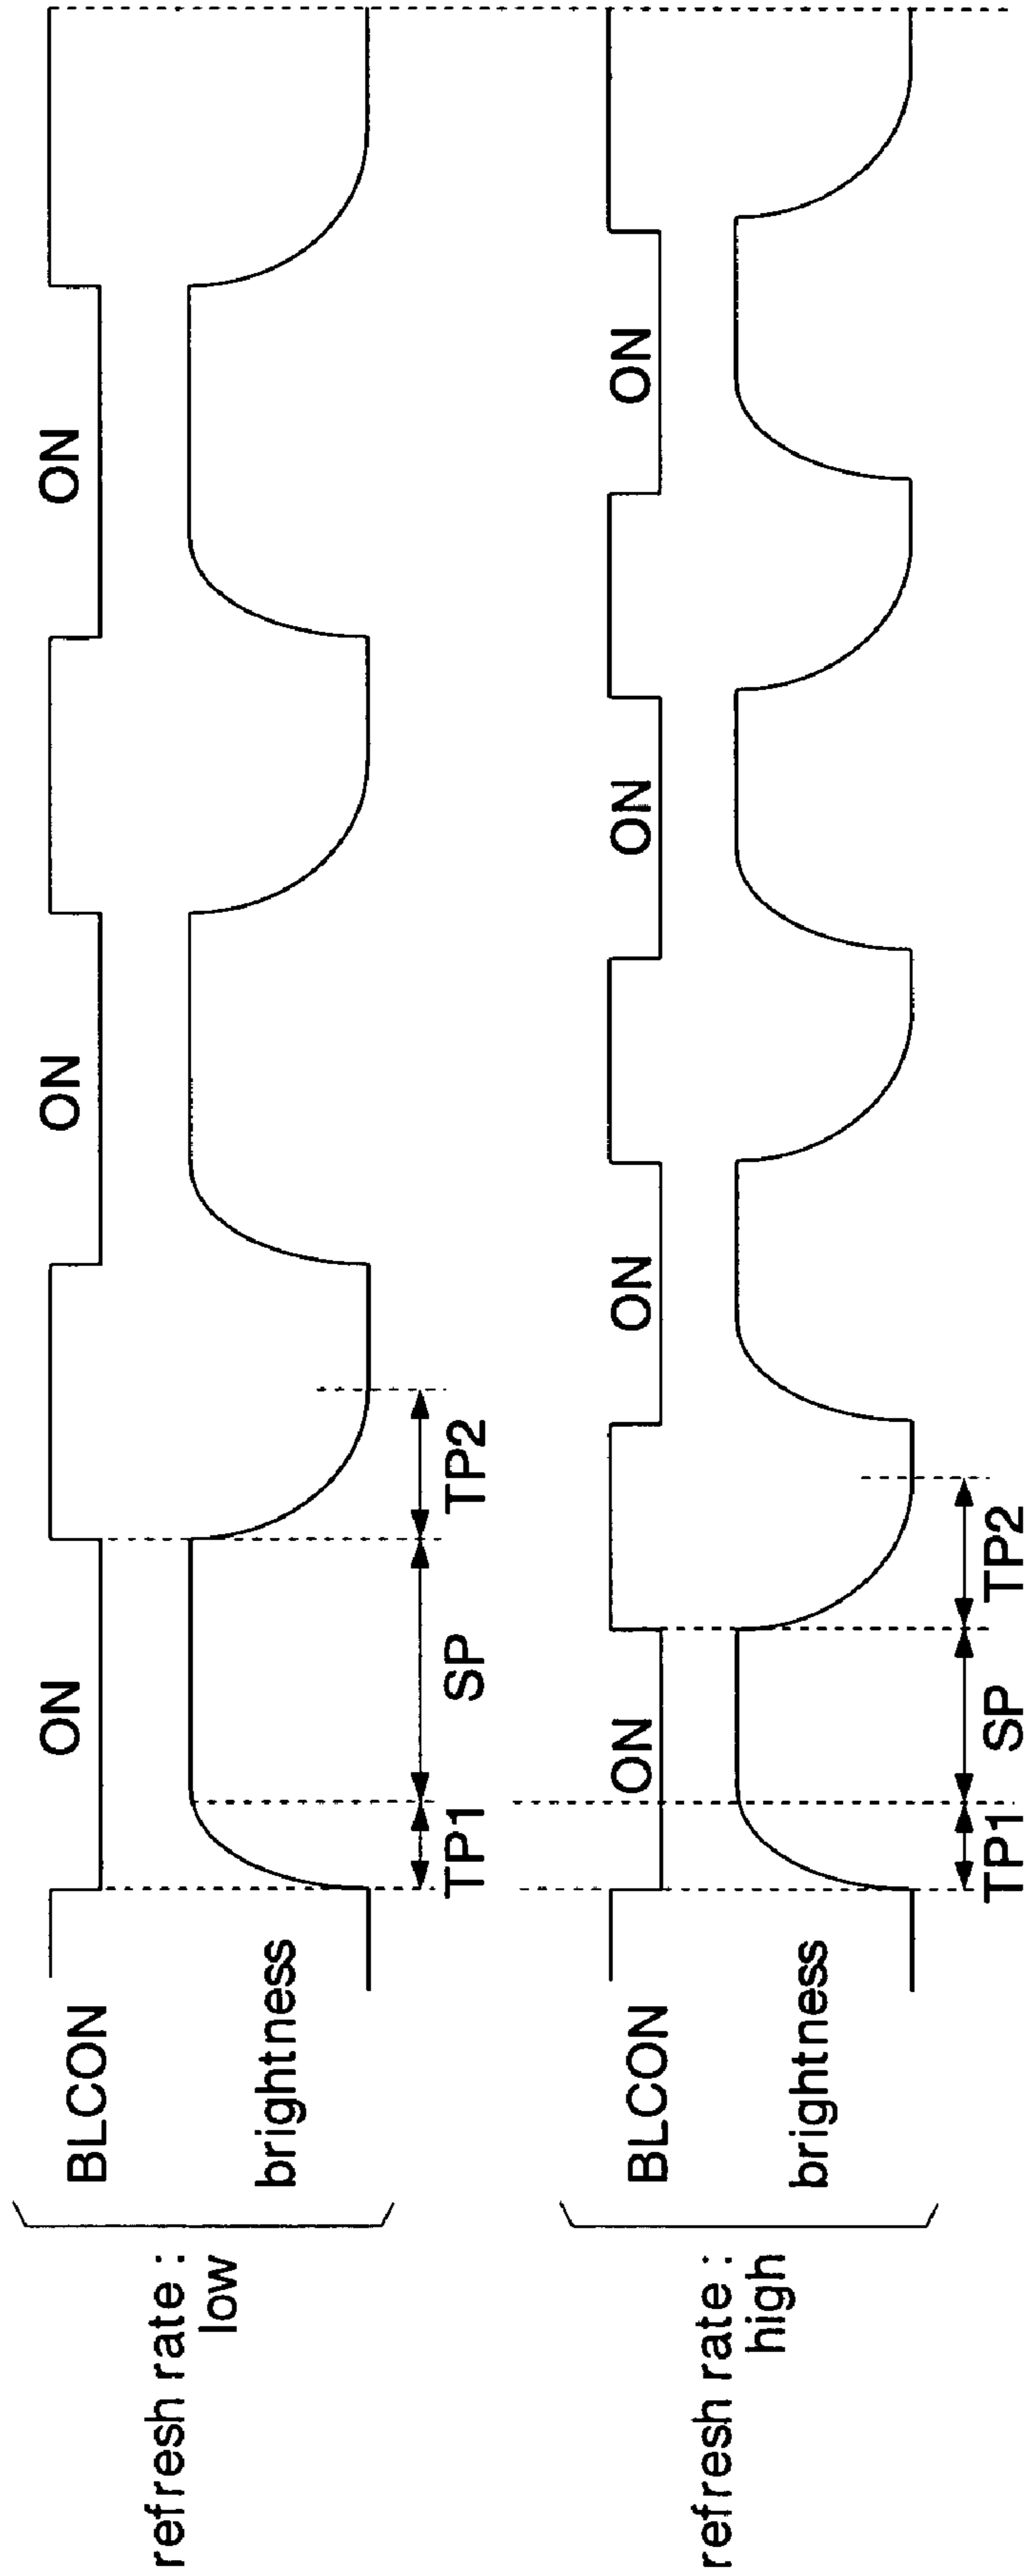 refresh rate :
low
BLCON
ON
ON
ON
brightness
TP1
SP
TP2
refresh rate :
high
BLCON
ON
ON
ON
ON
brightness
TP1
SP
TP2